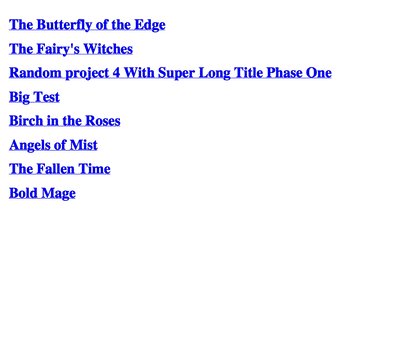 The Butterfly of the Edge
The Fairy's Witches
Random project 4 With Super Long Title Phase One
Big Test
Birch in the Roses
Angels of Mist
The Fallen Time
Bold Mage